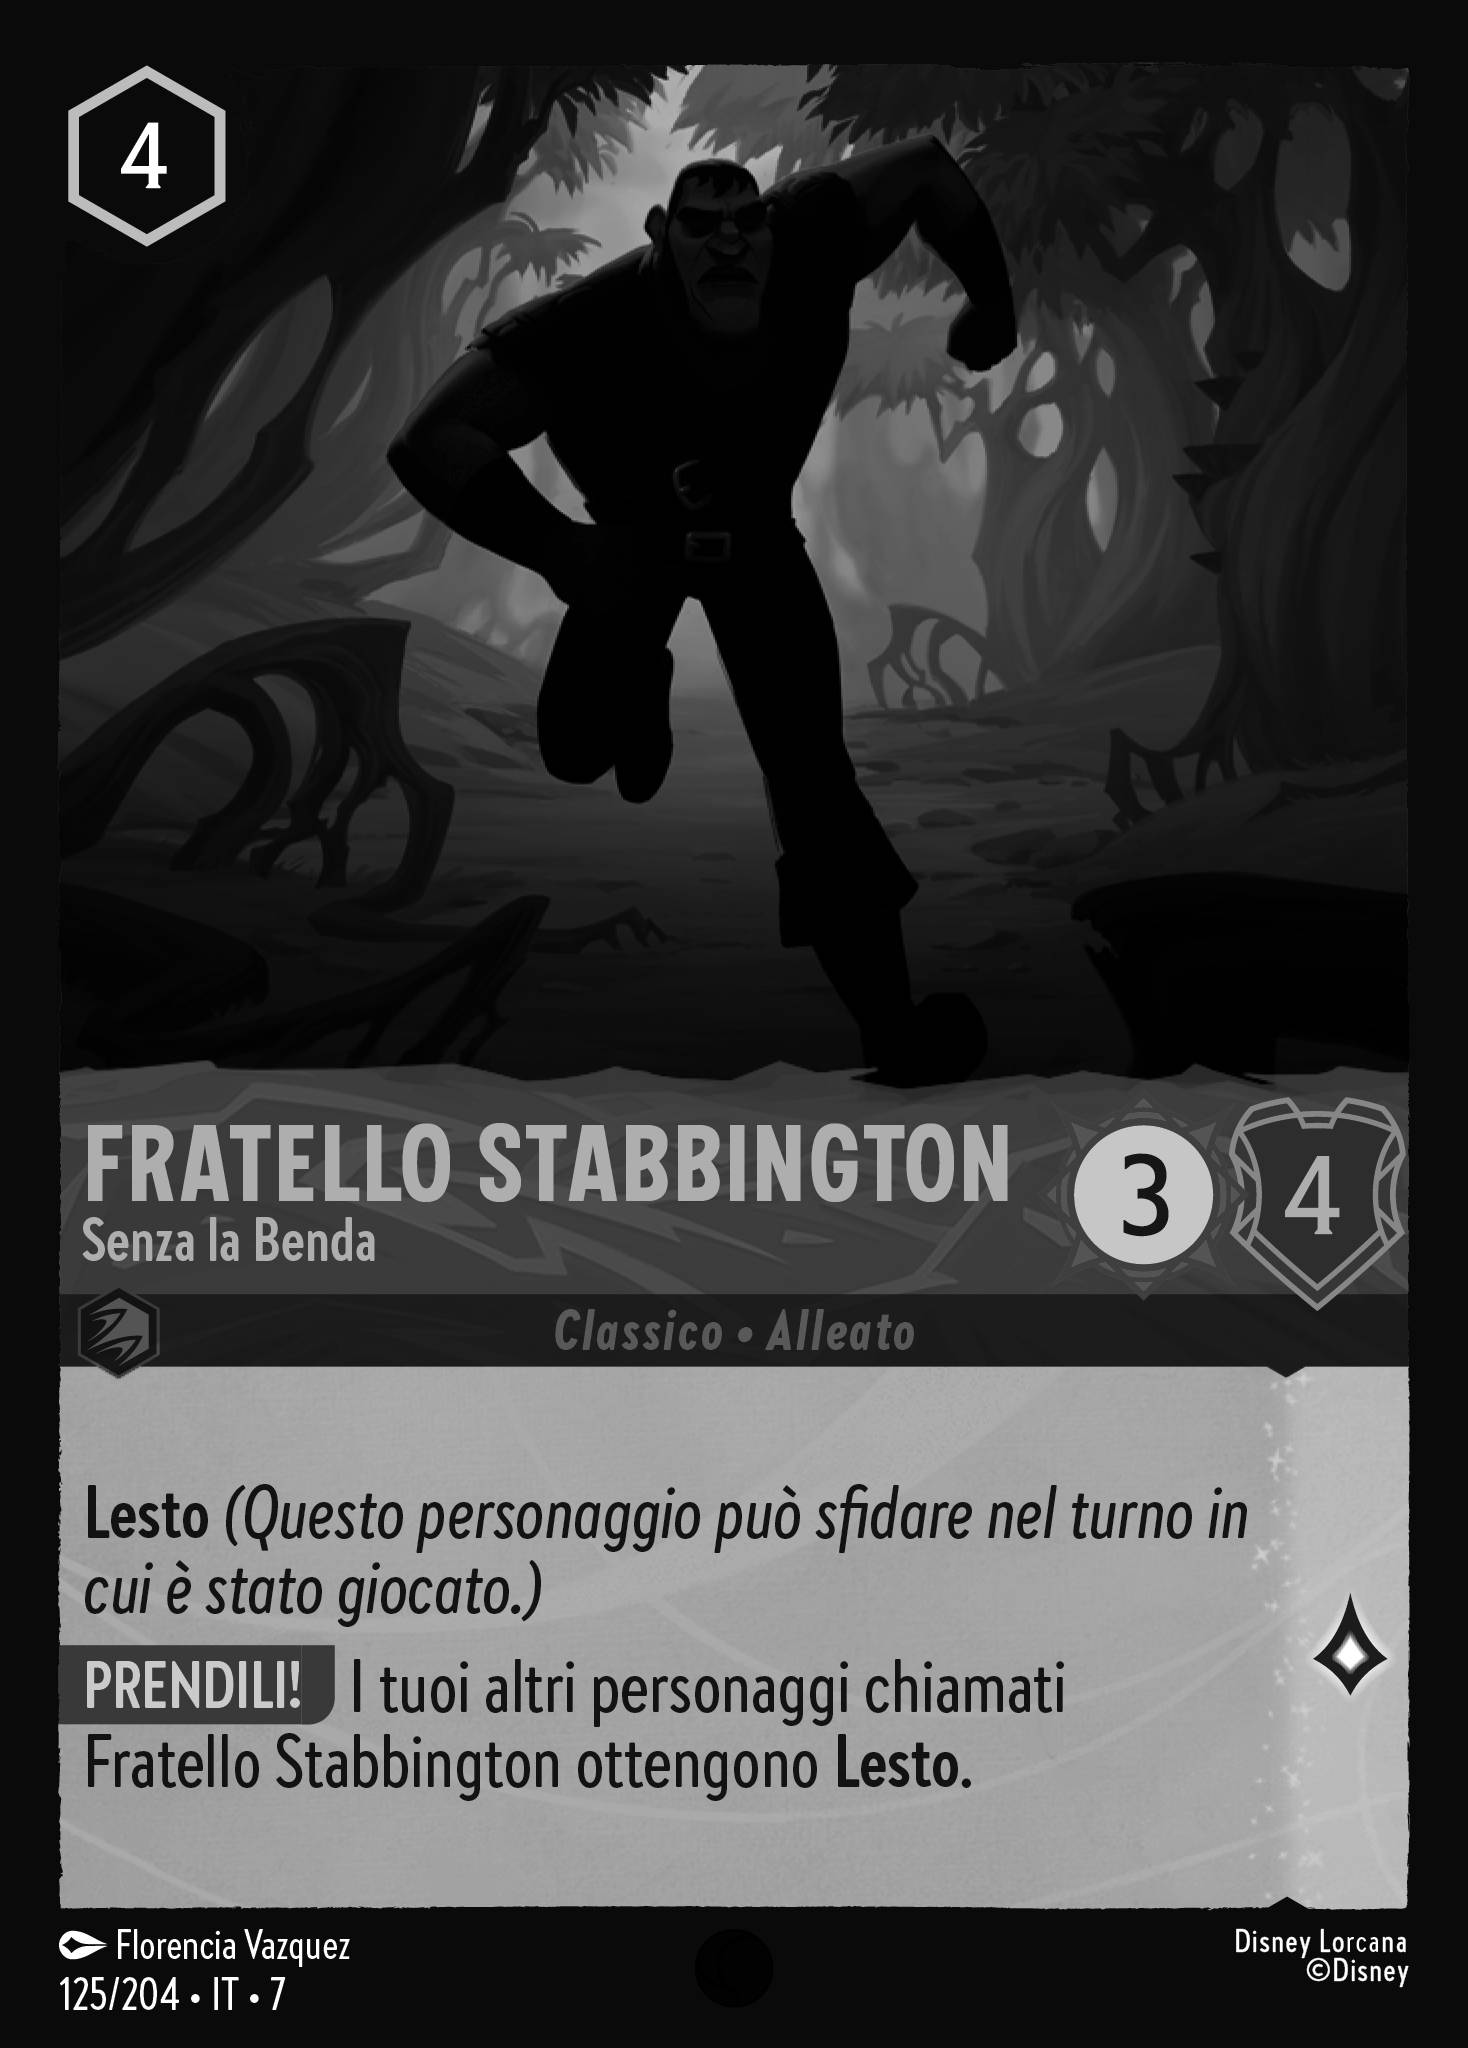 4
FRATELLO STABBINGTON
Senza la Benda
3
4
Classico • Alleato
Lesto (Questo personaggio può sfidare nel turno in
cui è stato giocato.)
PRENDILI! I tuoi altri personaggi chiamati
Fratello Stabbington ottengono Lesto.
Florencia Vazquez
125/204 • IT • 7
Disney Lorcana
©Disney